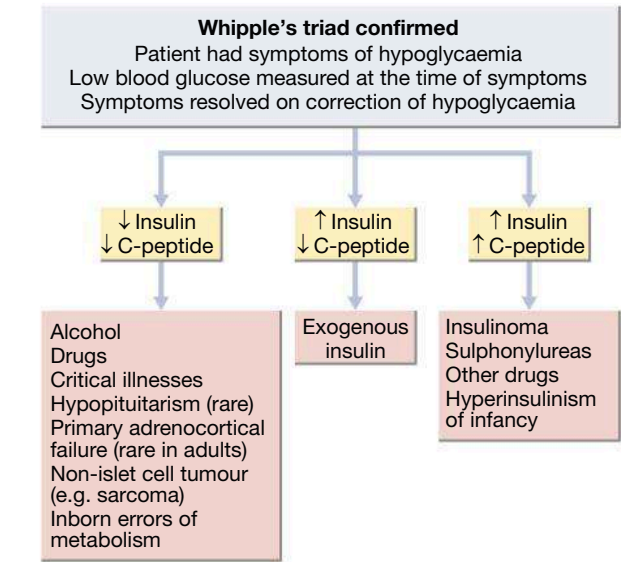 Whipple’s triad confirmed
Patient had symptoms of hypoglycaemia
Low blood glucose measured at the time of symptoms
Symptoms resolved on correction of hypoglycaemia
↓ Insulin
↓ C-peptide
↑ Insulin
↓ C-peptide
↑ Insulin
↑ C-peptide
Alcohol
Drugs
Critical illnesses
Hypopituitarism (rare)
Primary adrenocortical
failure (rare in adults)
Non-islet cell tumour
(e.g. sarcoma)
Inborn errors of
metabolism
Exogenous
insulin
Insulinoma
Sulphonylureas
Other drugs
Hyperinsulinism
of infancy